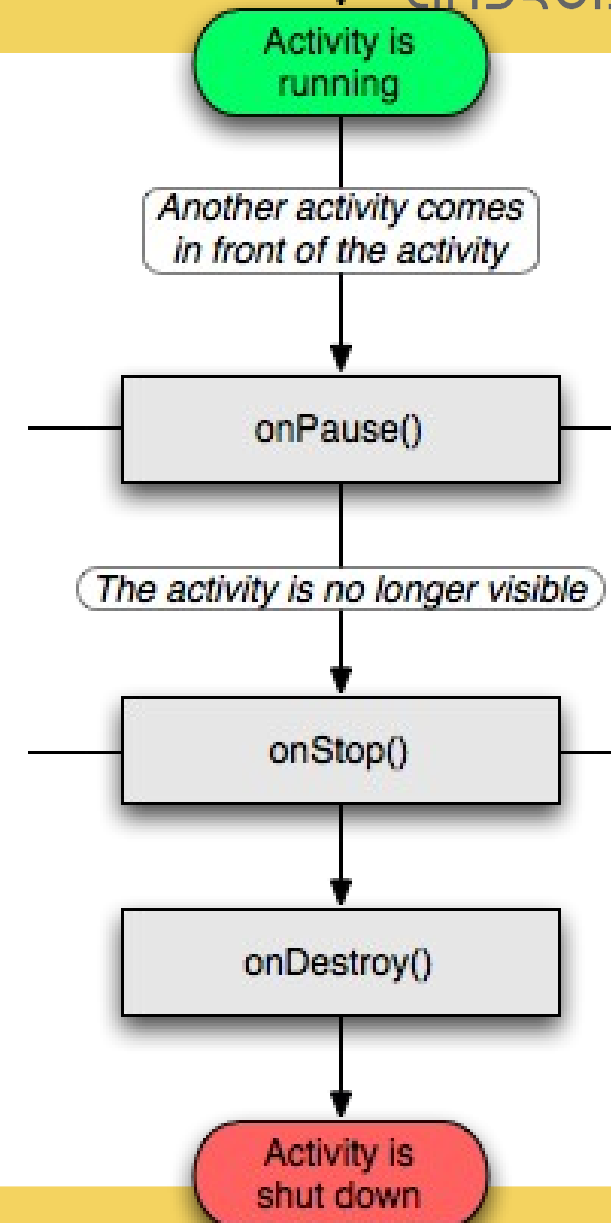 Activity is
running
Another activity comes
in front of the activity
onPause()
The activity is no longer visible
onStop()
onDestroy()
Activity is
shut down